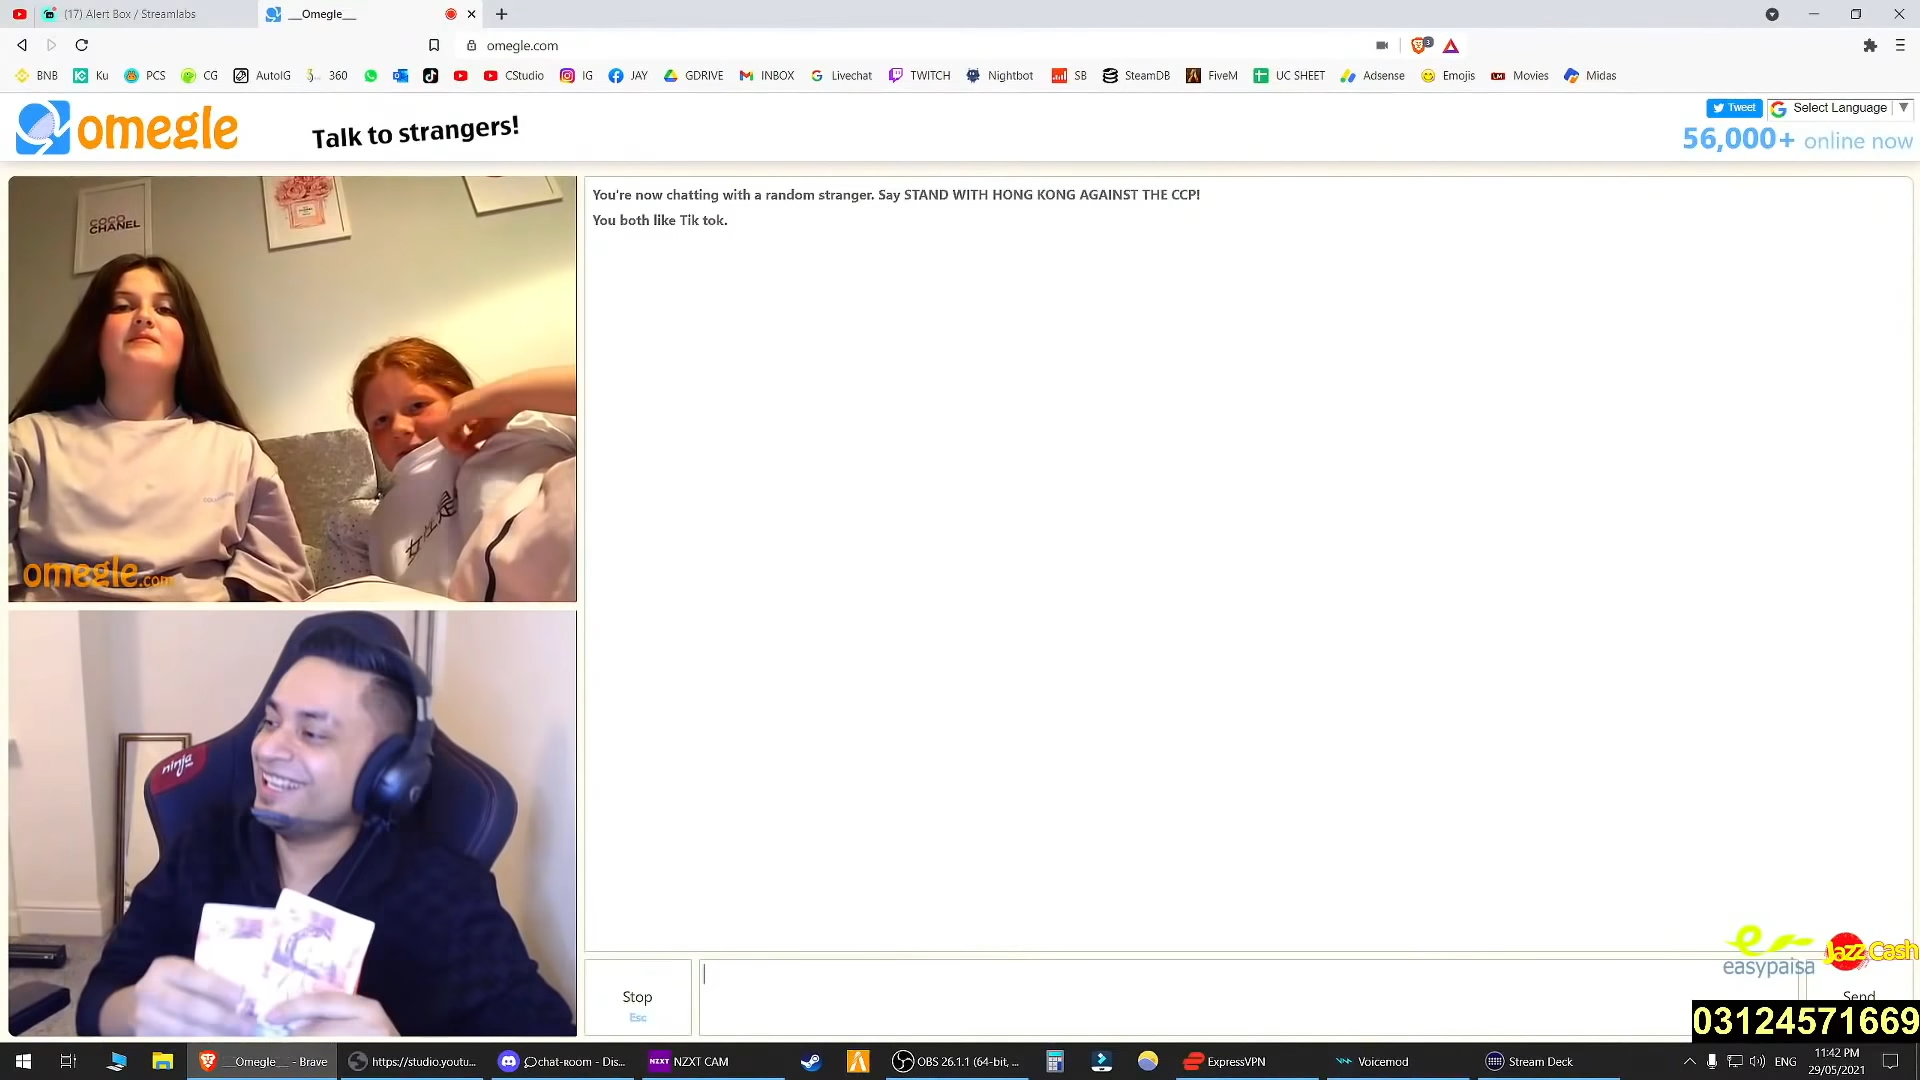 (17) Alert Box / Streamlabs
__Omegle__
omegle.com
3
BNB Ku PCS CG AutoIG 360 CStudio IG JAY GDRIVE INBOX Livechat TWITCH Nightbot SB SteamDB FiveM UC SHEET Adsense Emojis Movies Midas
omegle Talk to strangers!
Tweet
Select Language
56,000+ online now
You're now chatting with a random stranger. Say STAND WITH HONG KONG AGAINST THE CCP!
You both like Tik tok.
COCO
CHANEL
omegle.com
ninja
Stop
Esc
Send
easypaisa
JazzCash
03124571669
__Omegle__ - Brave
https://studio.youtu...
chat-room - Dis...
NZXT
NZXT CAM
OBS 26.1.1 (64-bit, ...
ExpressVPN
Voicemod
Stream Deck
ENG
11:42 PM
29/05/2021